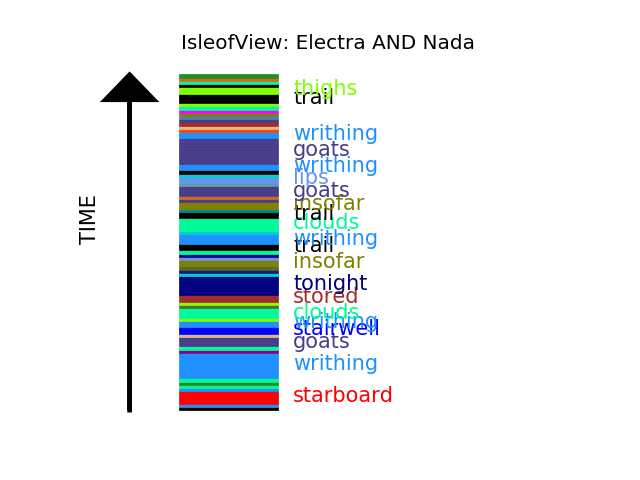 IsleofView: Electra AND Nada
thighs
trail
writhing
goats
writhing
lips
goats
insofar
trail
clouds
writhing
trail
insofar
tonight
stored
clouds
writhing
stairwell
goats
writhing
starboard
TIME